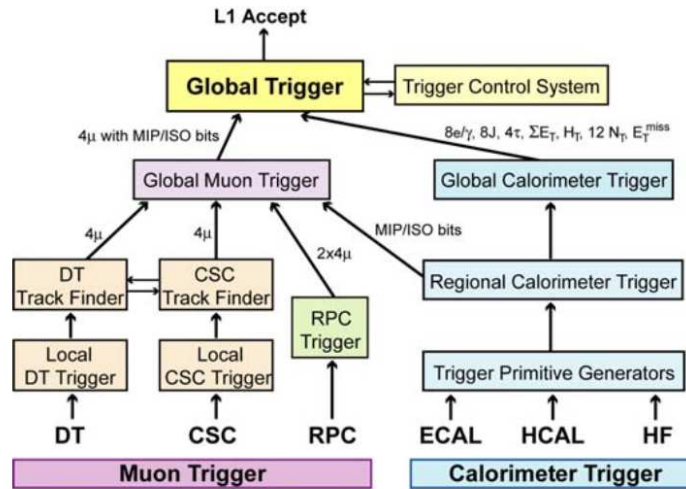 L1 Accept
Global Trigger
Trigger Control System
4μ with MIP/ISO bits
8e/γ, 8J, 4τ, ΣE_T, H_T, 12 N_T, E_T^miss
Global Muon Trigger
Global Calorimeter Trigger
4μ
4μ
2x4μ
MIP/ISO bits
DT
Track Finder
CSC
Track Finder
Regional Calorimeter Trigger
RPC
Trigger
Local
DT Trigger
Local
CSC Trigger
Trigger Primitive Generators
DT
CSC
RPC
ECAL
HCAL
HF
Muon Trigger
Calorimeter Trigger